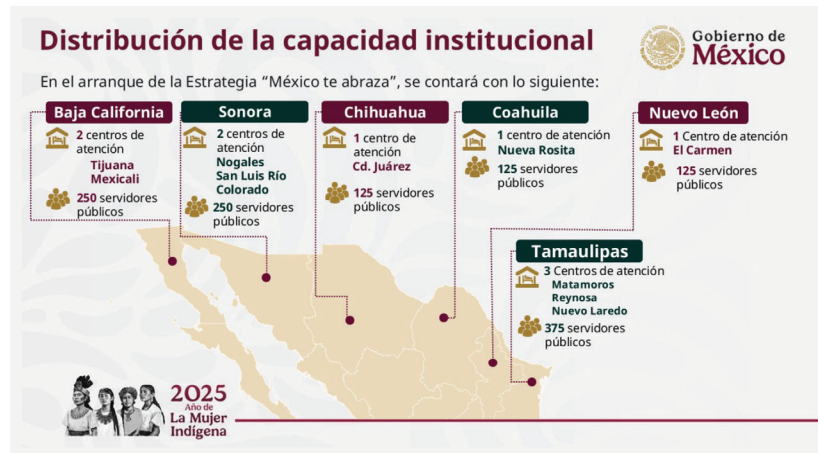 Distribución de la capacidad institucional
Gobierno de
México
En el arranque de la Estrategia “México te abraza”, se contará con lo siguiente:
Baja California
2 centros de
atención
Tijuana
Mexicali
250 servidores
públicos
Sonora
2 centros de
atención
Nogales
San Luis Río
Colorado
250 servidores
públicos
Chihuahua
1 centro de
atención
Cd. Juárez
125 servidores
públicos
Coahuila
1 centro de atención
Nueva Rosita
125 servidores
públicos
Nuevo León
1 Centro de atención
El Carmen
125 servidores
públicos
Tamaulipas
3 Centros de atención
Matamoros
Reynosa
Nuevo Laredo
375 servidores
públicos
2025
Año de
La Mujer
Indígena